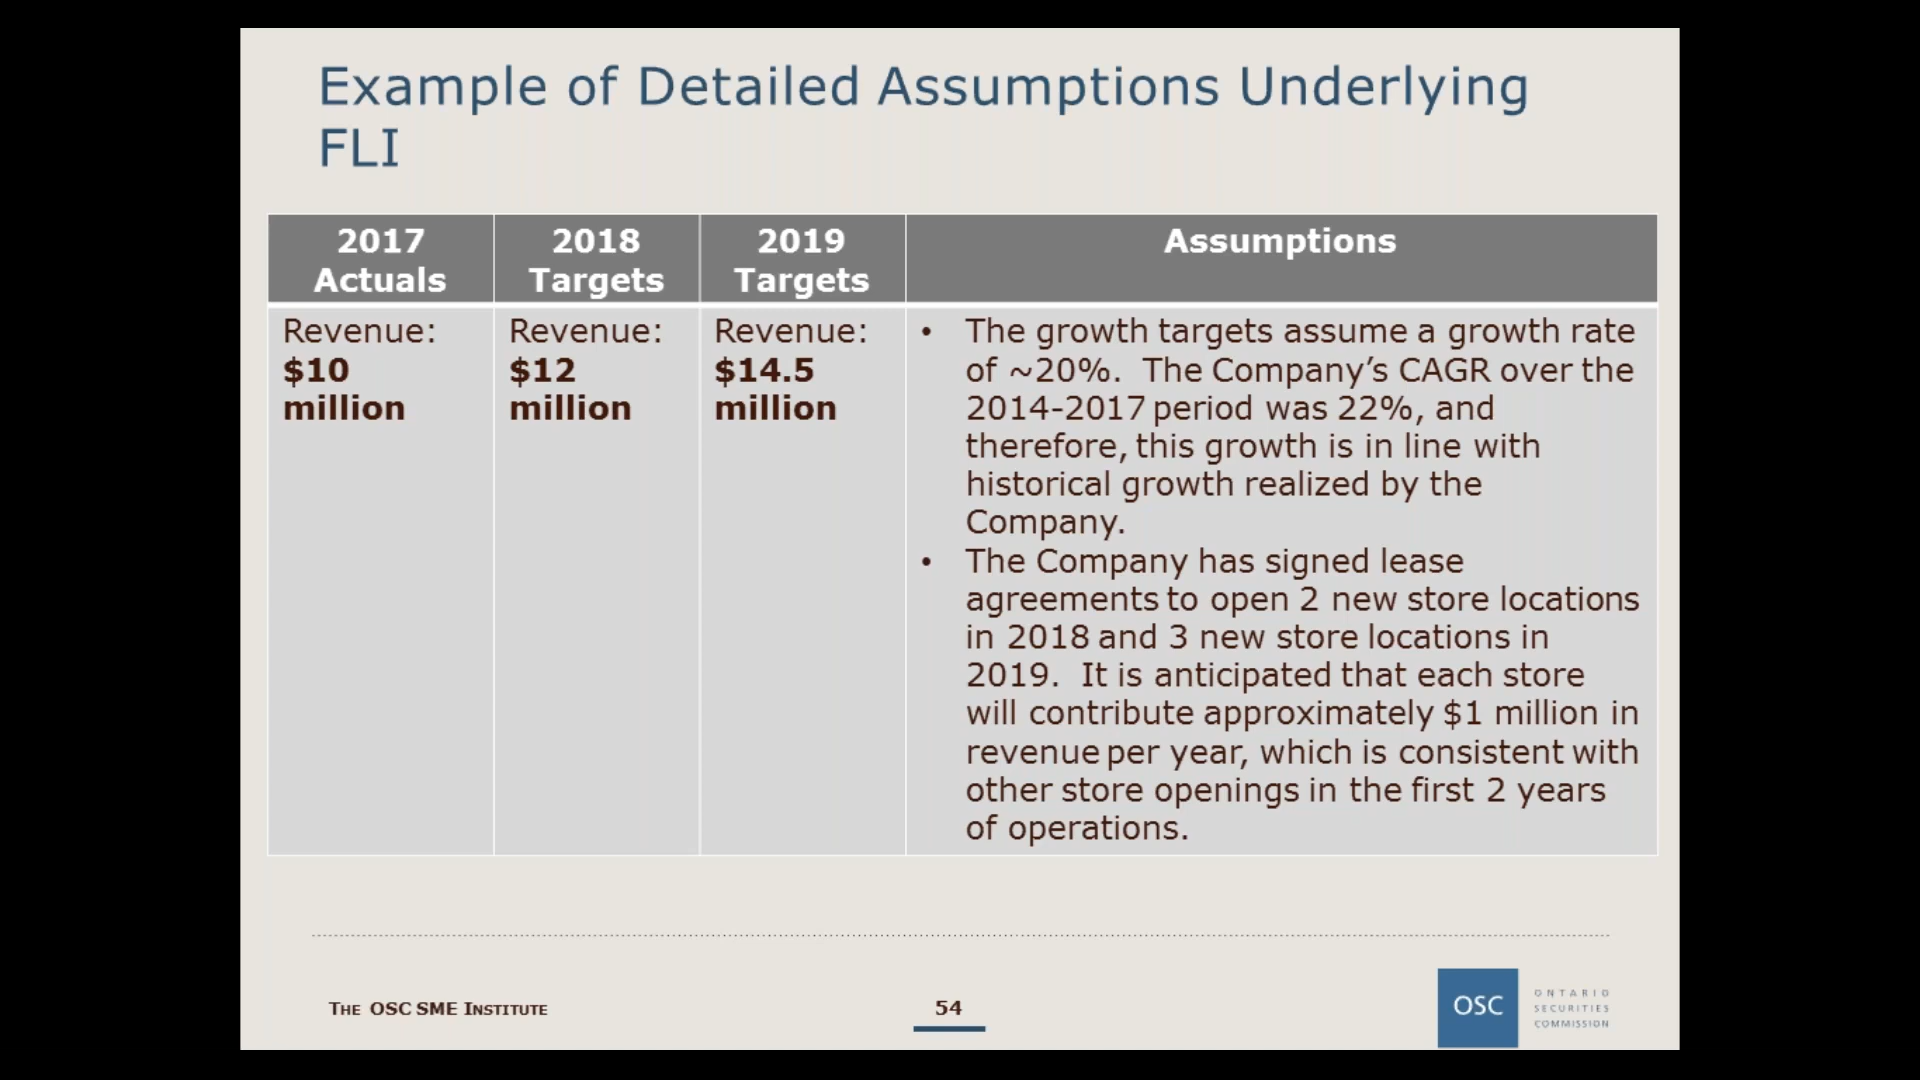 Example of Detailed Assumptions Underlying
FLI
2017
Actuals
2018
Targets
2019
Targets
Assumptions
Revenue:
$10
million
Revenue:
$12
million
Revenue:
$14.5
million
• The growth targets assume a growth rate
of ~20%. The Company’s CAGR over the
2014-2017 period was 22%, and
therefore, this growth is in line with
historical growth realized by the
Company.
• The Company has signed lease
agreements to open 2 new store locations
in 2018 and 3 new store locations in
2019. It is anticipated that each store
will contribute approximately $1 million in
revenue per year, which is consistent with
other store openings in the first 2 years
of operations.
THE OSC SME INSTITUTE
54
OSC
ONTARIO
SECURITIES
COMMISSION